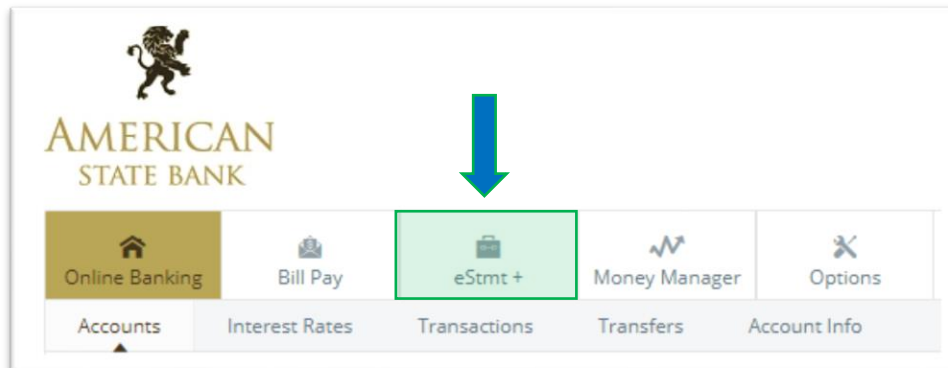 AMERICAN
STATE BANK
Online Banking Bill Pay eStmt + Money Manager Options
Accounts Interest Rates Transactions Transfers Account Info